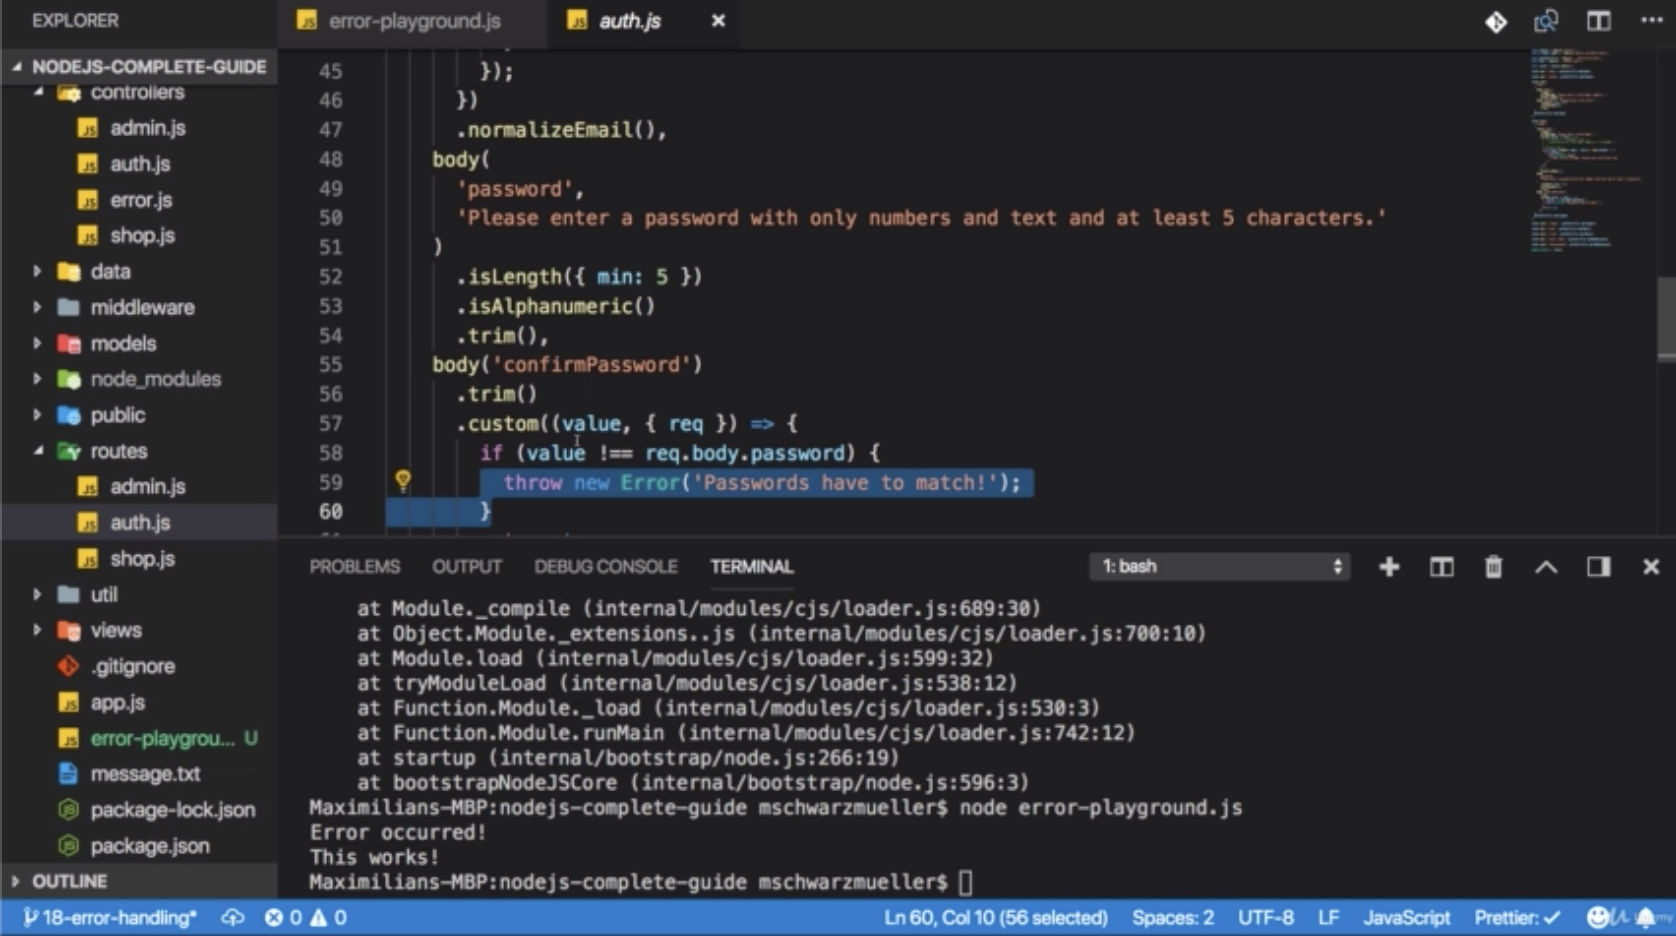 EXPLORER
error-playground.js
auth.js
NODEJS-COMPLETE-GUIDE
controllers
admin.js
auth.js
error.js
shop.js
data
middleware
models
node_modules
public
routes
admin.js
auth.js
shop.js
util
views
.gitignore
app.js
error-playgrou... U
message.txt
package-lock.json
package.json
OUTLINE
45 });
46 })
47 .normalizeEmail(),
48 body(
49 'password',
50 'Please enter a password with only numbers and text and at least 5 characters.'
51 )
52 .isLength({ min: 5 })
53 .isAlphanumeric()
54 .trim(),
55 body('confirmPassword')
56 .trim()
57 .custom((value, { req }) => {
58 if (value !== req.body.password) {
59 throw new Error('Passwords have to match!');
60 }
PROBLEMS OUTPUT DEBUG CONSOLE TERMINAL 1: bash
at Module._compile (internal/modules/cjs/loader.js:689:30)
at Object.Module._extensions..js (internal/modules/cjs/loader.js:700:10)
at Module.load (internal/modules/cjs/loader.js:599:32)
at tryModuleLoad (internal/modules/cjs/loader.js:538:12)
at Function.Module._load (internal/modules/cjs/loader.js:530:3)
at Function.Module.runMain (internal/modules/cjs/loader.js:742:12)
at startup (internal/bootstrap/node.js:266:19)
at bootstrapNodeJSCore (internal/bootstrap/node.js:596:3)
Maximilians-MBP:nodejs-complete-guide mschwarzmueller$ node error-playground.js
Error occurred!
This works!
Maximilians-MBP:nodejs-complete-guide mschwarzmueller$
18-error-handling* 0 0 Ln 60, Col 10 (56 selected) Spaces: 2 UTF-8 LF JavaScript Prettier: ✓